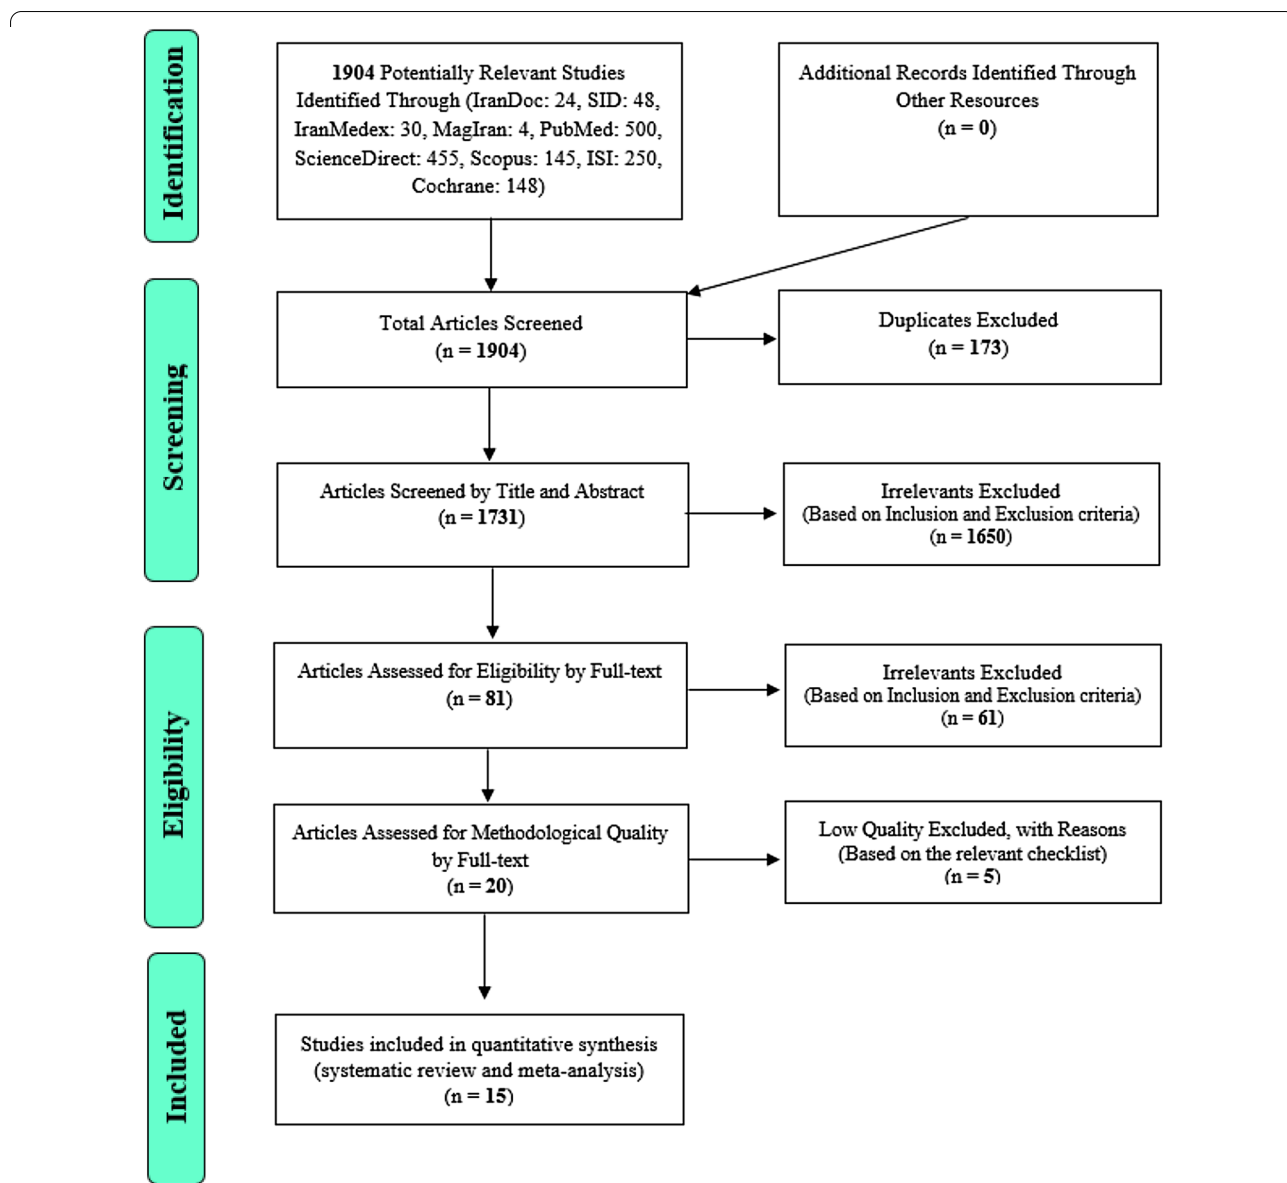 Identification
1904 Potentially Relevant Studies
Identified Through (IranDoc: 24, SID: 48,
IranMedex: 30, MagIran: 4, PubMed: 500,
ScienceDirect: 455, Scopus: 145, ISI: 250,
Cochrane: 148)
Additional Records Identified Through
Other Resources
(n = 0)
Screening
Total Articles Screened
(n = 1904)
Duplicates Excluded
(n = 173)
Articles Screened by Title and Abstract
(n = 1731)
Irrelevants Excluded
(Based on Inclusion and Exclusion criteria)
(n = 1650)
Eligibility
Articles Assessed for Eligibility by Full-text
(n = 81)
Irrelevants Excluded
(Based on Inclusion and Exclusion criteria)
(n = 61)
Articles Assessed for Methodological Quality
by Full-text
(n = 20)
Low Quality Excluded, with Reasons
(Based on the relevant checklist)
(n = 5)
Included
Studies included in quantitative synthesis
(systematic review and meta-analysis)
(n = 15)